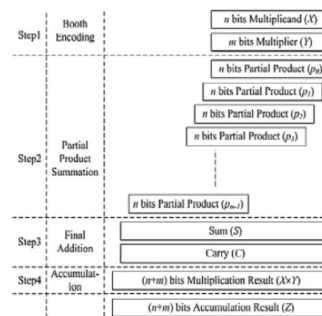 Step1
Booth
Encoding
n bits Multiplicand (X)
m bits Multiplier (Y)
Step2
Partial
Product
Summation
n bits Partial Product (p0)
n bits Partial Product (p1)
n bits Partial Product (p2)
n bits Partial Product (p3)
n bits Partial Product (pm-1)
Step3
Final
Addition
Sum (S)
Carry (C)
Step4
Accumulat-
ion
(n+m) bits Multiplication Result (X×Y)
(n+m) bits Accumulation Result (Z)